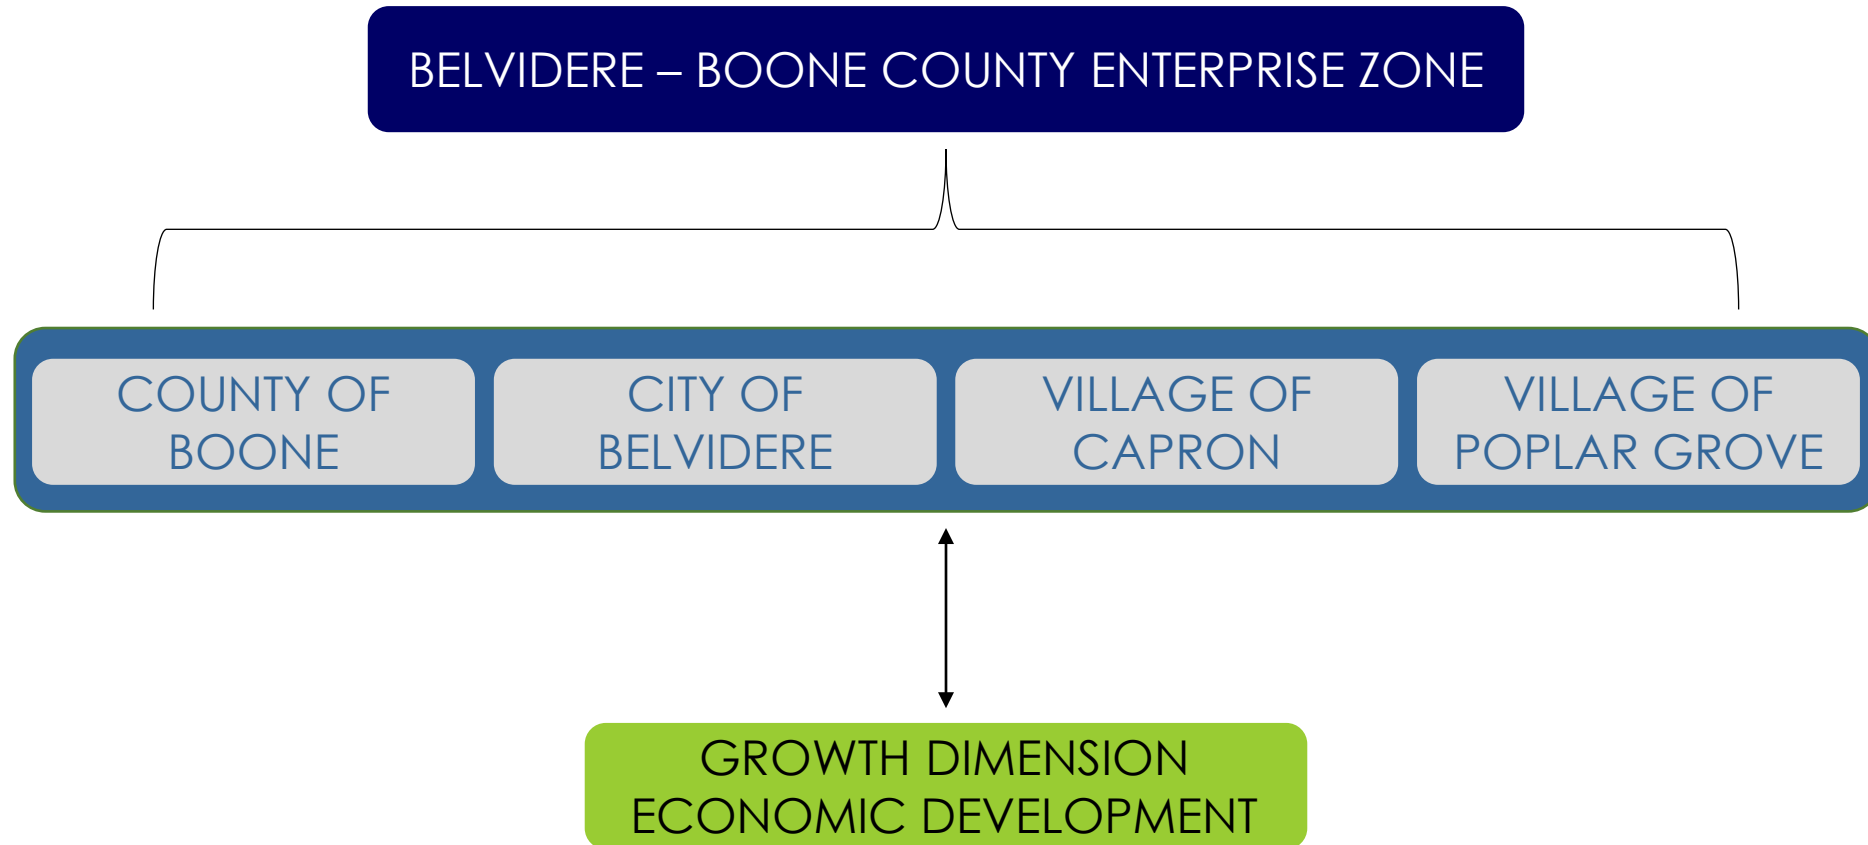 BELVIDERE – BOONE COUNTY ENTERPRISE ZONE
COUNTY OF
BOONE
CITY OF
BELVIDERE
VILLAGE OF
CAPRON
VILLAGE OF
POPLAR GROVE
GROWTH DIMENSION
ECONOMIC DEVELOPMENT